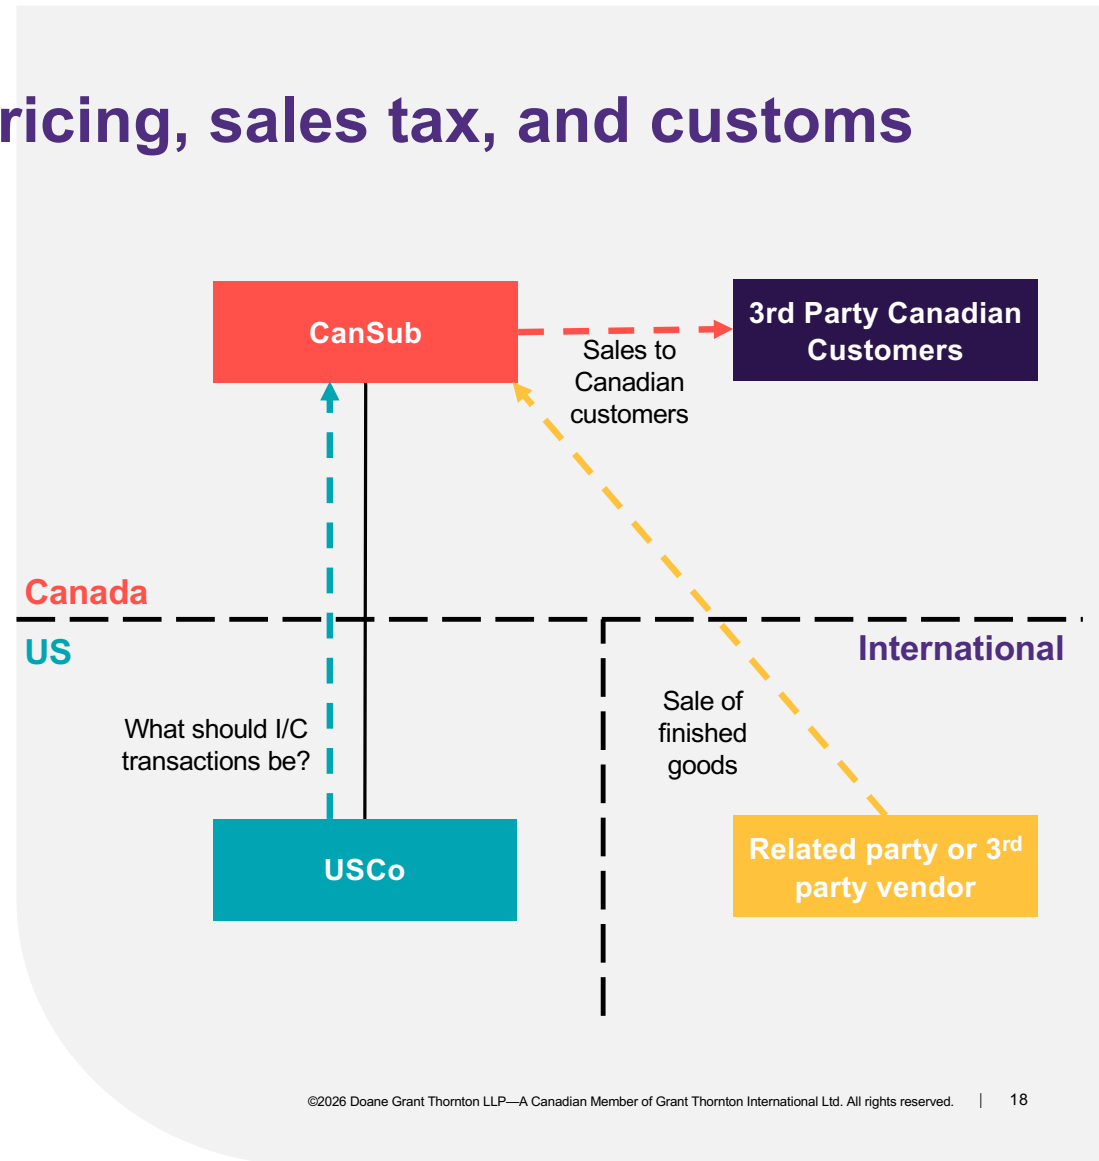 ricing, sales tax, and customs
CanSub
3rd Party Canadian
Customers
Sales to
Canadian
customers
Canada
US
International
What should I/C
transactions be?
Sale of
finished
goods
USCo
Related party or 3rd
party vendor
©2026 Doane Grant Thornton LLP—A Canadian Member of Grant Thornton International Ltd. All rights reserved. | 18